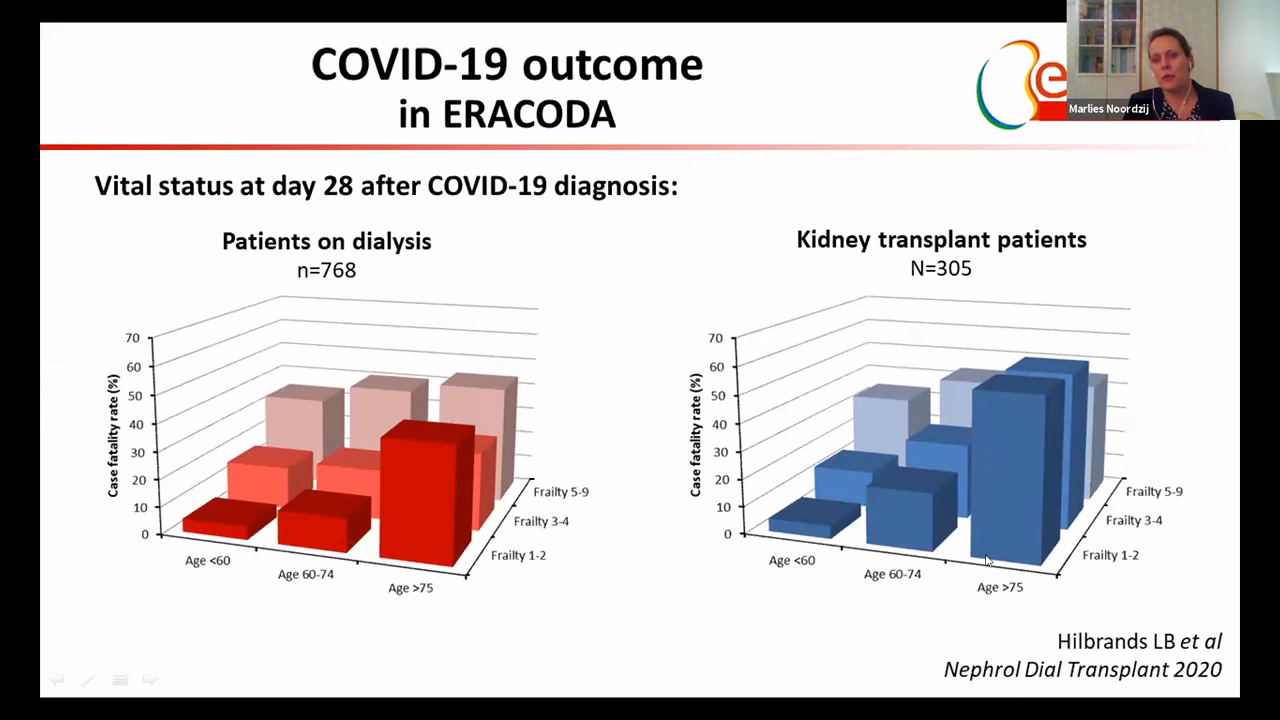 COVID-19 outcome
in ERACODA
e
Marlies Noordzij
Vital status at day 28 after COVID-19 diagnosis:
Patients on dialysis
n=768
Case fatality rate (%)
70
60
50
40
30
20
10
0
Age <60
Age 60-74
Age >75
Frailty 5-9
Frailty 3-4
Frailty 1-2
Kidney transplant patients
N=305
Case fatality rate (%)
70
60
50
40
30
20
10
0
Age <60
Age 60-74
Age >75
Frailty 5-9
Frailty 3-4
Frailty 1-2
Hilbrands LB et al
Nephrol Dial Transplant 2020